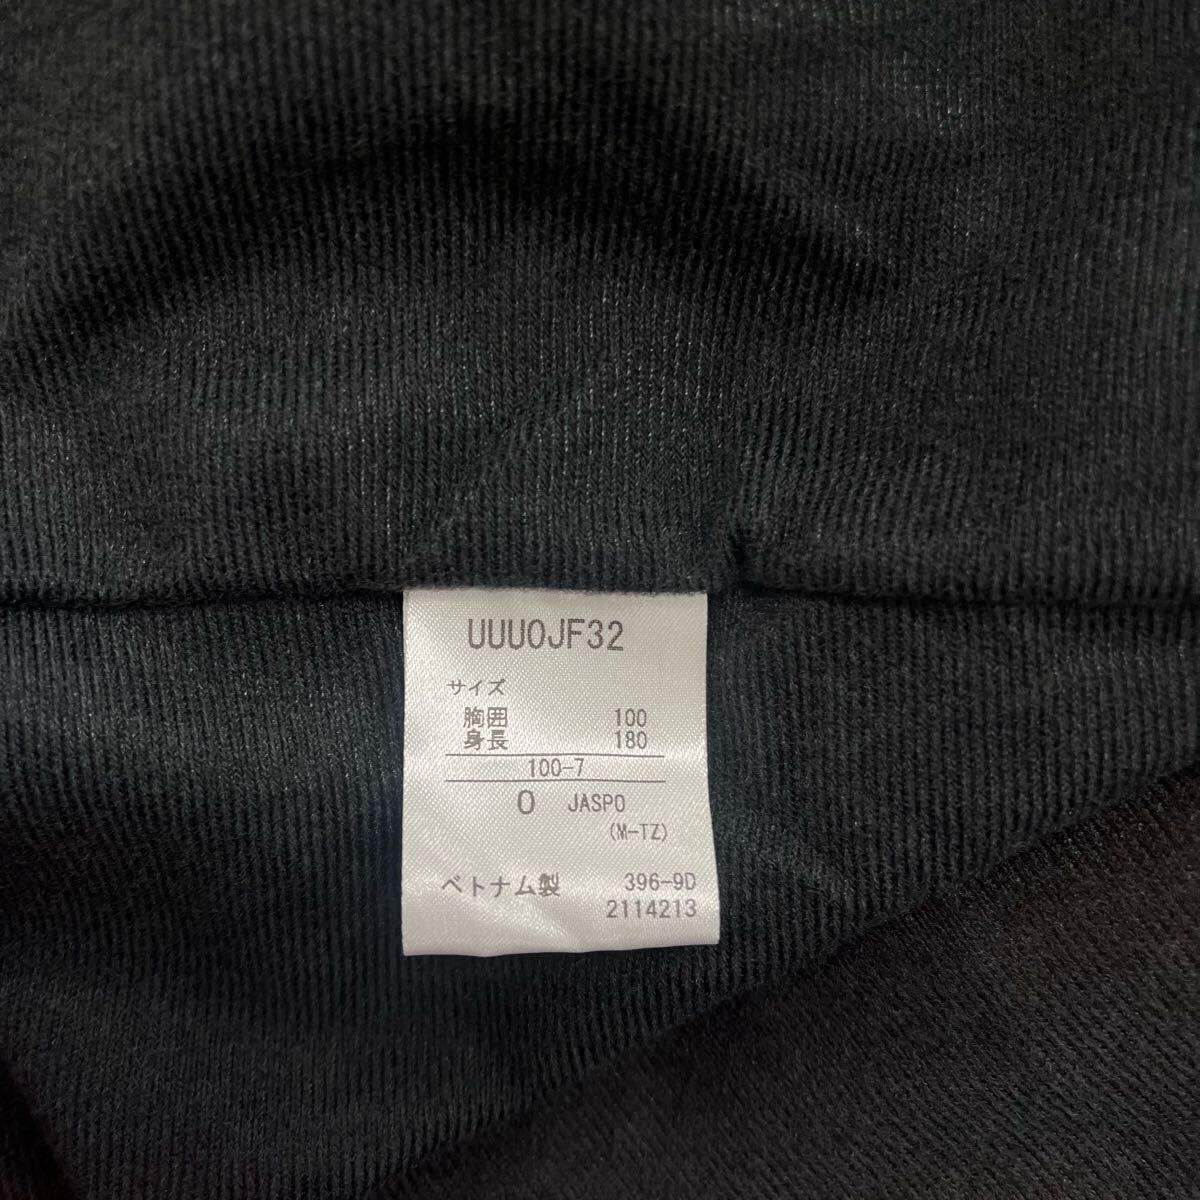 UUU0JF32
サイズ
胸囲 100
身長 180
100-7
O JASPO
(M-TZ)
ベトナム製 396-9D
2114213